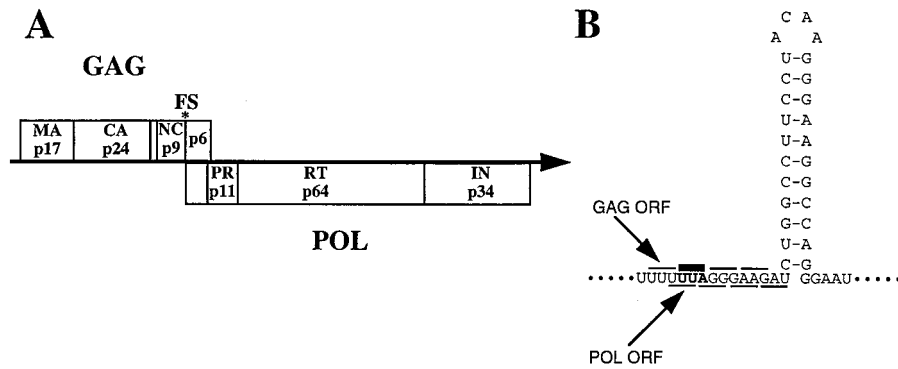 A
GAG
FS
*
MA
p17
CA
p24
NC
p9
p6
PR
p11
RT
p64
IN
p34
POL
B
C A
A A
U-G
C-G
C-G
U-A
U-A
C-G
C-G
G-C
G-C
U-A
C-G
GAG ORF
•••••UUUUUUAGGGAAGAU GGAAU•••••
POL ORF